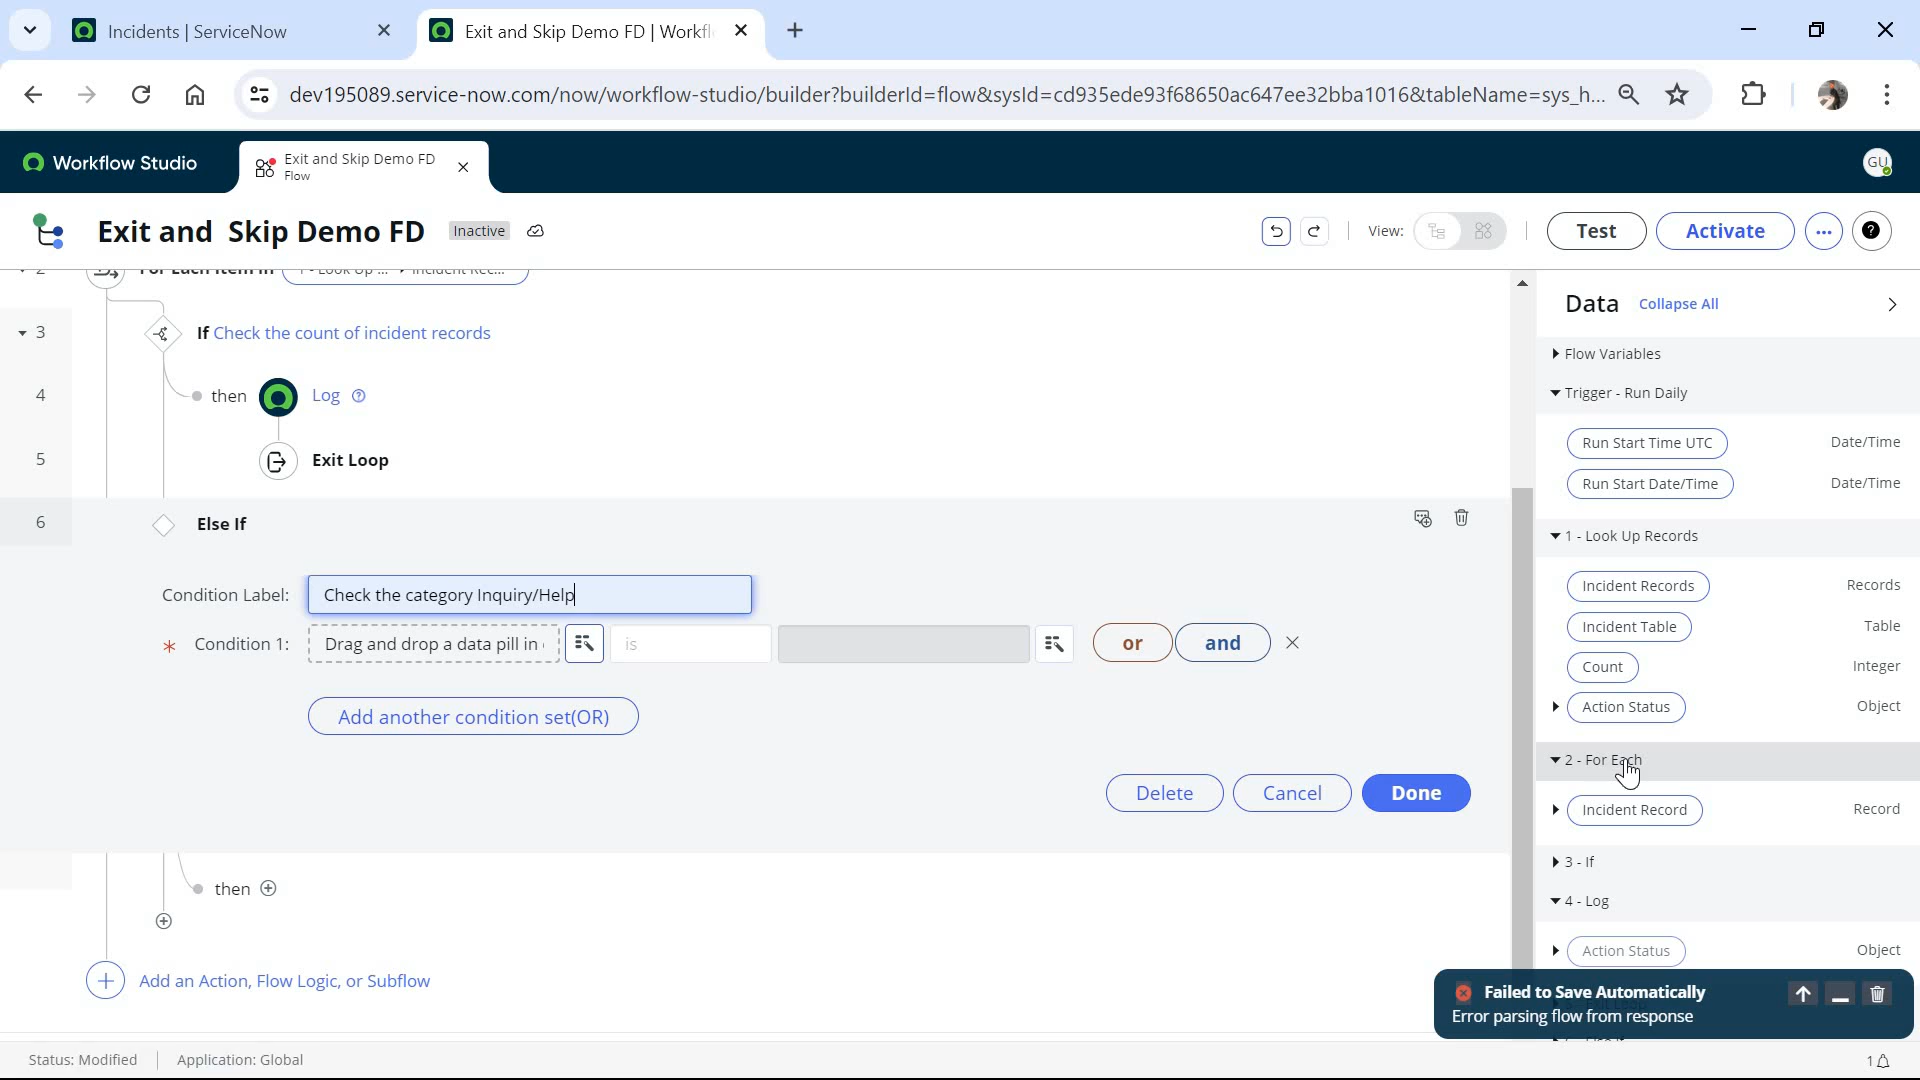 Incidents | ServiceNow
Exit and Skip Demo FD | Workfl
dev195089.service-now.com/now/workflow-studio/builder?builderId=flow&sysId=cd935ede93f68650ac647ee32bba1016&tableName=sys_h...
Workflow Studio
Exit and Skip Demo FD
Flow
GU
Exit and  Skip Demo FD
Inactive
View:
Test
Activate
...
?
2
For Each Item in
1 - Look Up ...
Incident Rec...
3
If Check the count of incident records
4
then
Log
5
Exit Loop
6
Else If
Condition Label:
Check the category Inquiry/Help
* Condition 1:
Drag and drop a data pill in
is
or
and
Add another condition set(OR)
Delete
Cancel
Done
then
Add an Action, Flow Logic, or Subflow
Data
Collapse All
Flow Variables
Trigger - Run Daily
Run Start Time UTC
Date/Time
Run Start Date/Time
Date/Time
1 - Look Up Records
Incident Records
Records
Incident Table
Table
Count
Integer
Action Status
Object
2 - For Each
Incident Record
Record
3 - If
4 - Log
Action Status
Object
Failed to Save Automatically
Error parsing flow from response
Status: Modified
Application: Global
1